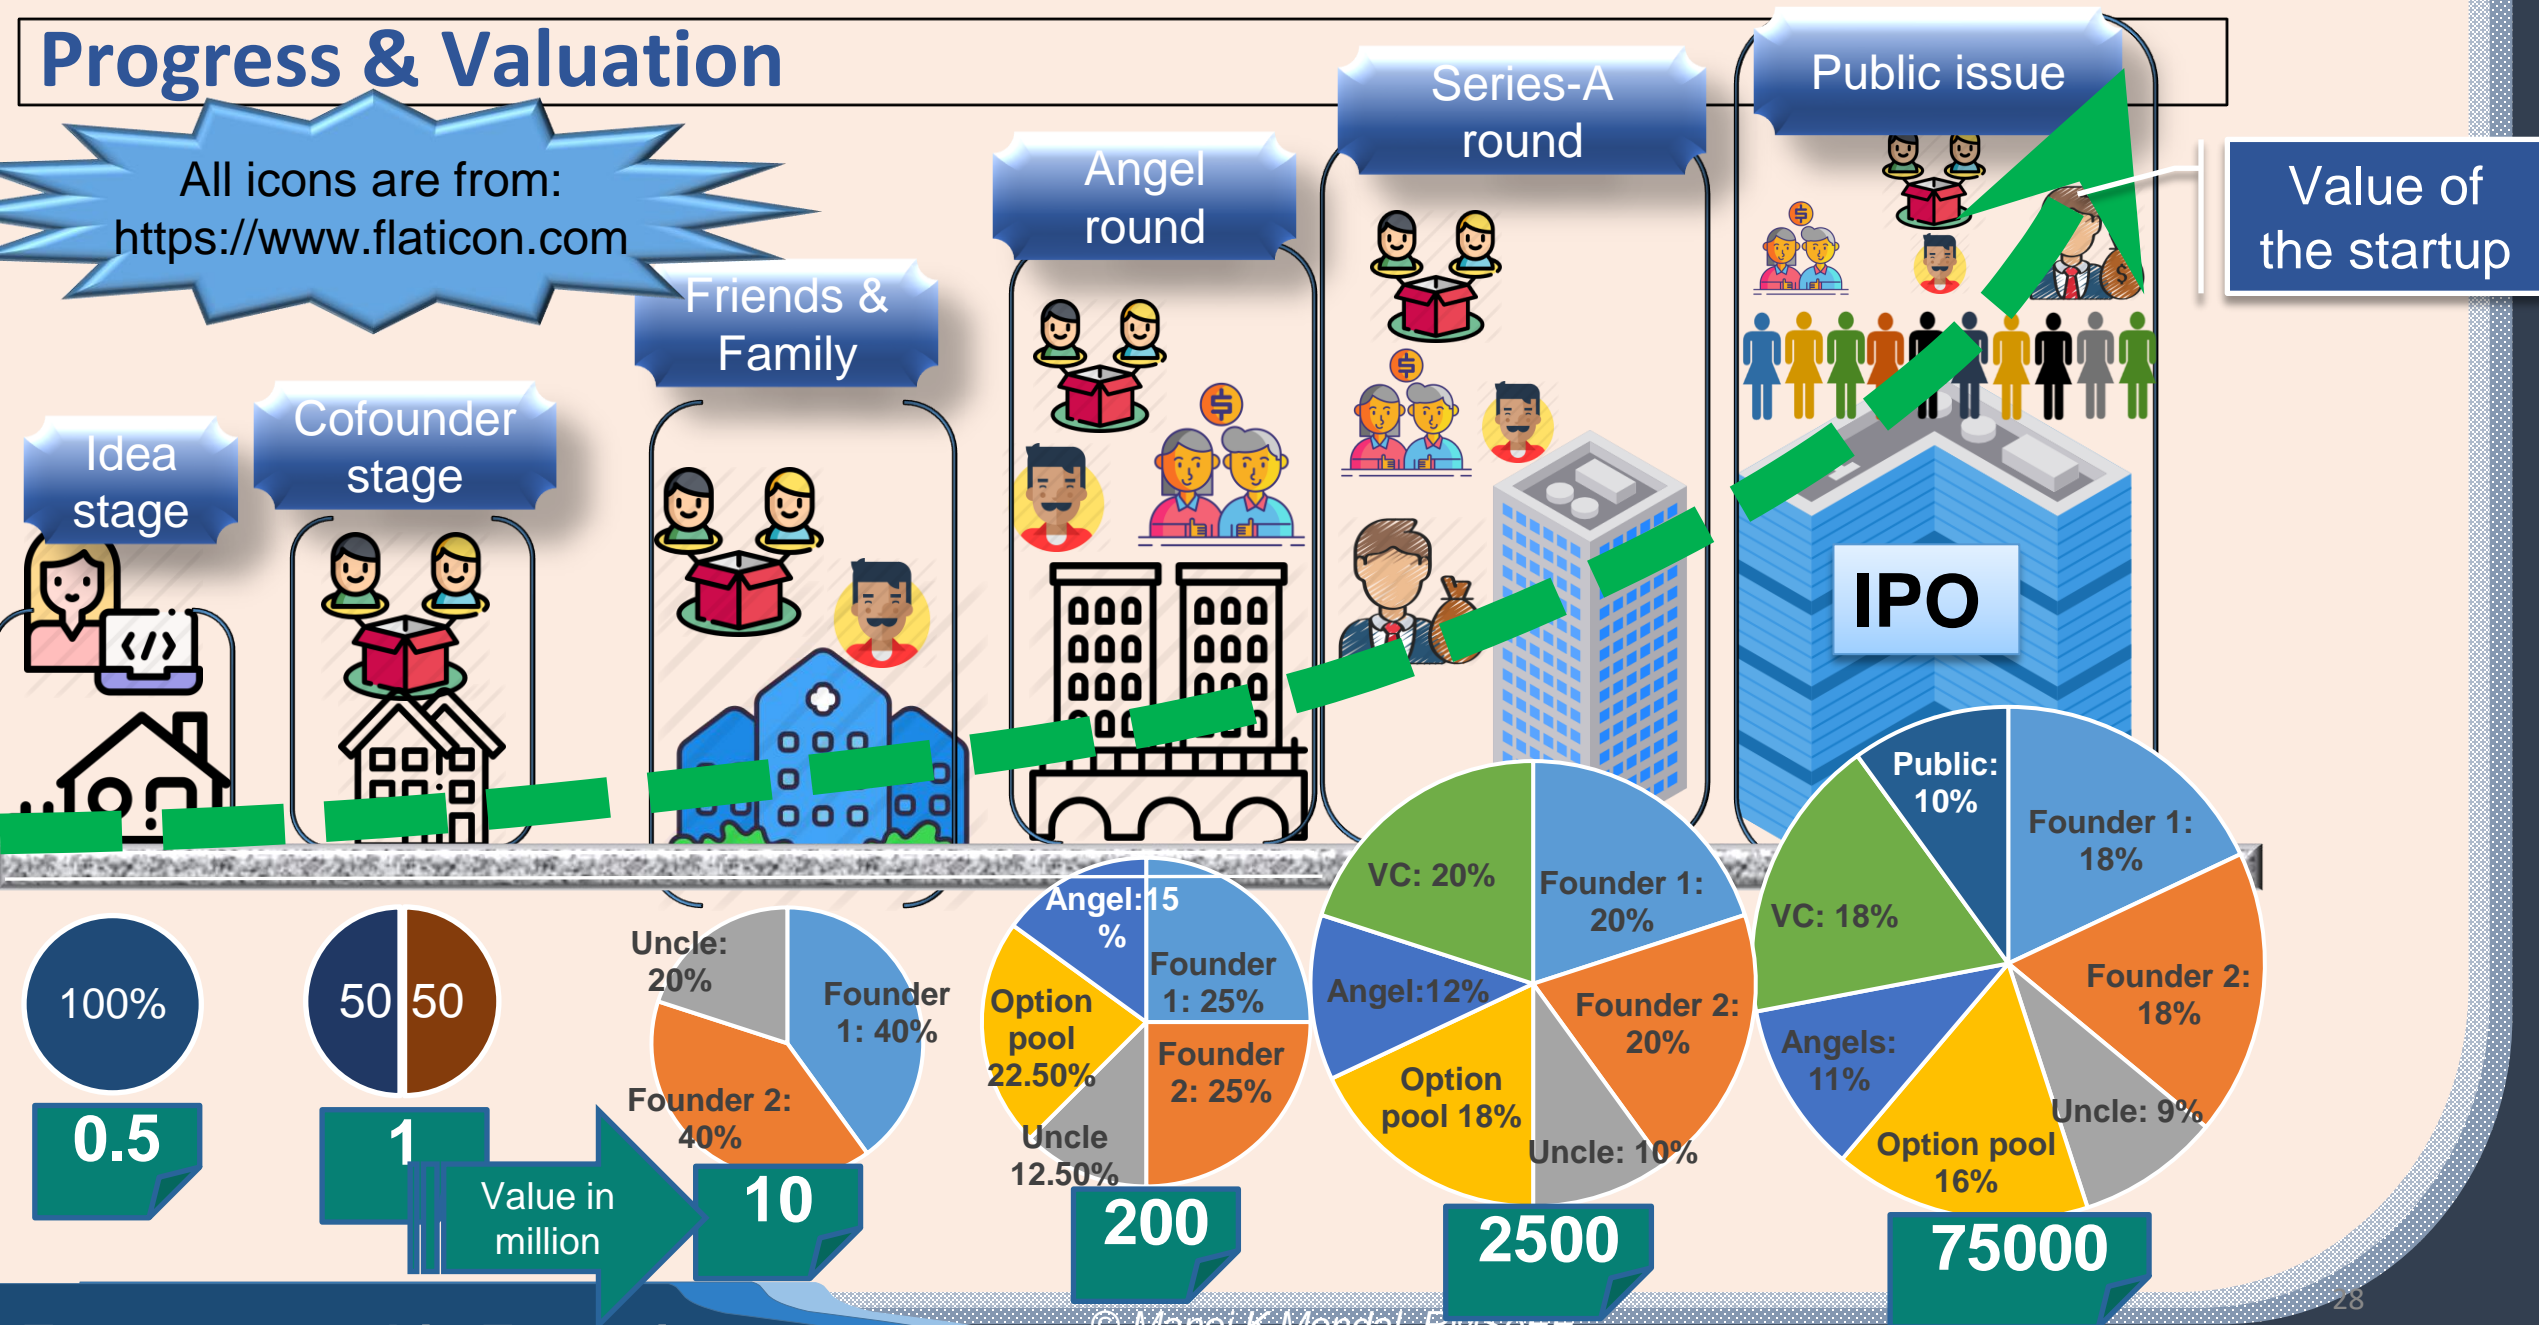 Progress & Valuation
All icons are from:
https://www.flaticon.com
Idea
stage
Cofounder
stage
Friends &
Family
Angel
round
Series-A
round
Public issue
Value of
the startup
IPO
100%
50 50
Uncle:
20%
Founder
1: 40%
Founder 2:
40%
Angel:15
%
Founder
1: 25%
Option
pool
22.50%
Founder
2: 25%
Uncle
12.50%
VC: 20%
Founder 1:
20%
Angel:12%
Founder 2:
20%
Option
pool 18%
Uncle: 10%
Public:
10%
Founder 1:
18%
VC: 18%
Founder 2:
18%
Angels:
11%
Uncle: 9%
Option pool
16%
0.5
1
Value in
million
10
200
2500
75000
© Manoj K Mondal
28